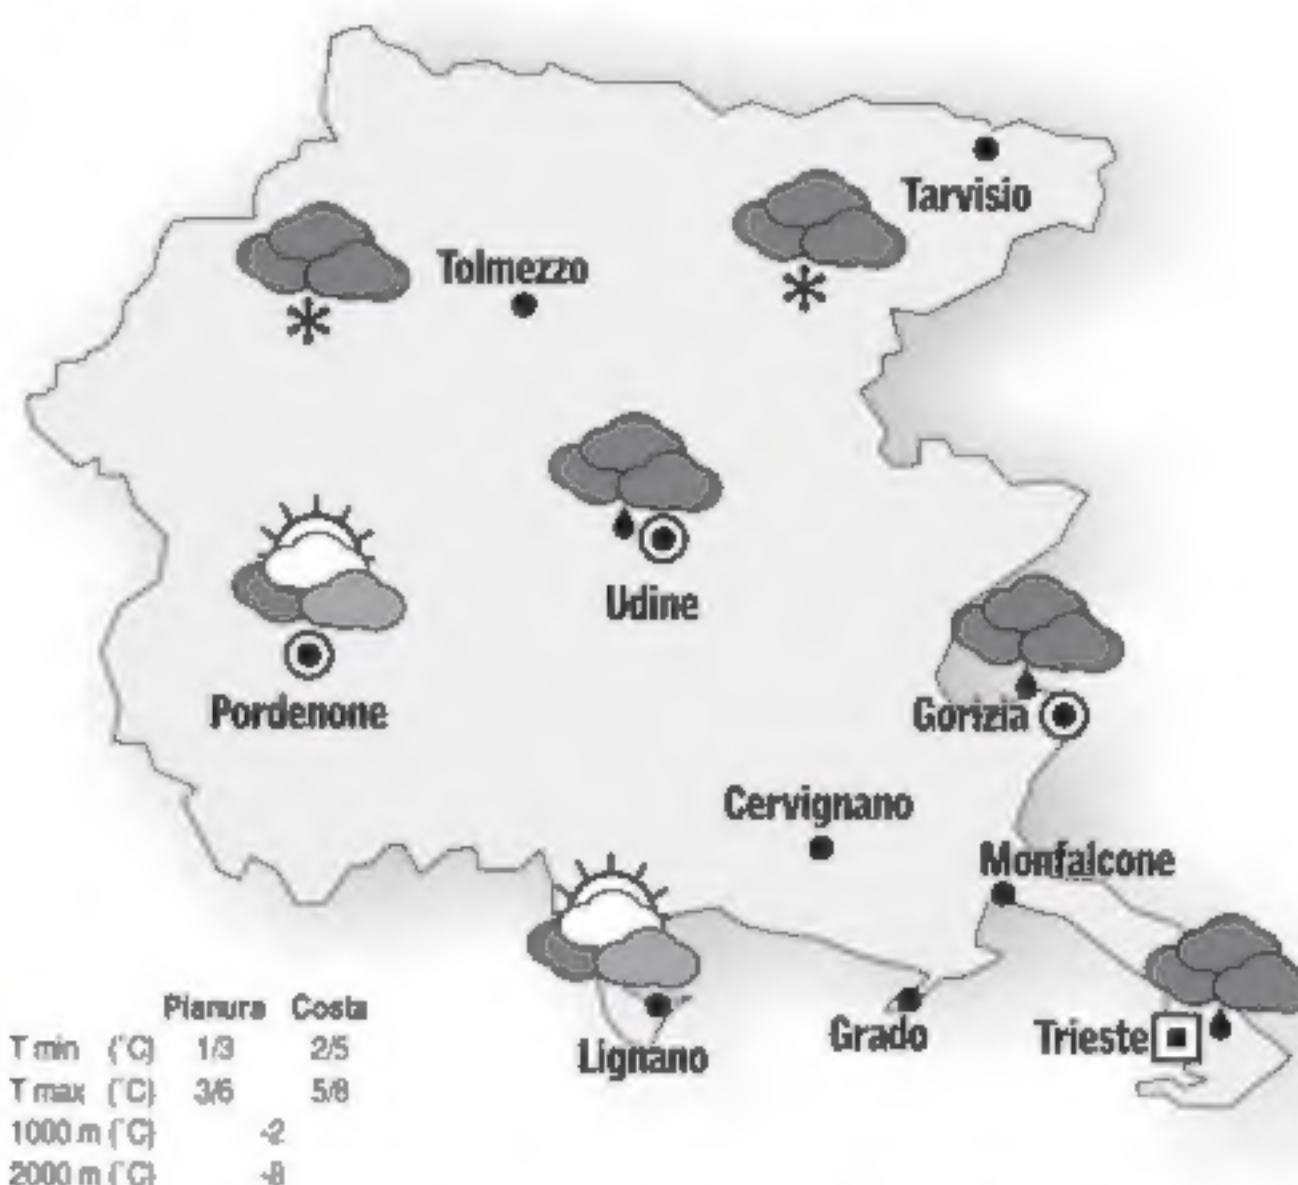 Tarvisio
Tolmezzo
Udine
Pordenone
Gorizia
Cervignano
Monfalcone
Grado
Trieste
Lignano
Pianura Costa
T min (°C) 1/3 2/5
T max (°C) 3/6 5/8
1000 m (°C) -2
2000 m (°C) -8